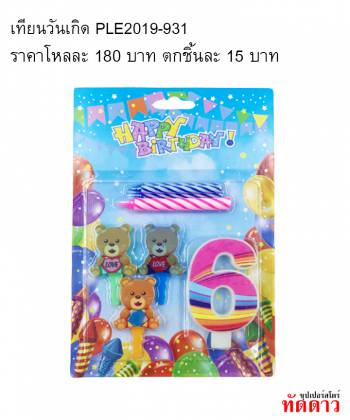 เทียนวันเกิด PLE2019-931
ราคาโหลละ 180 บาท ตกชิ้นละ 15 บาท
HAPPY
BIRTHDAY!
LOVE
LOVE
6
ซุปเปอร์สโตร์
ทัดดาว